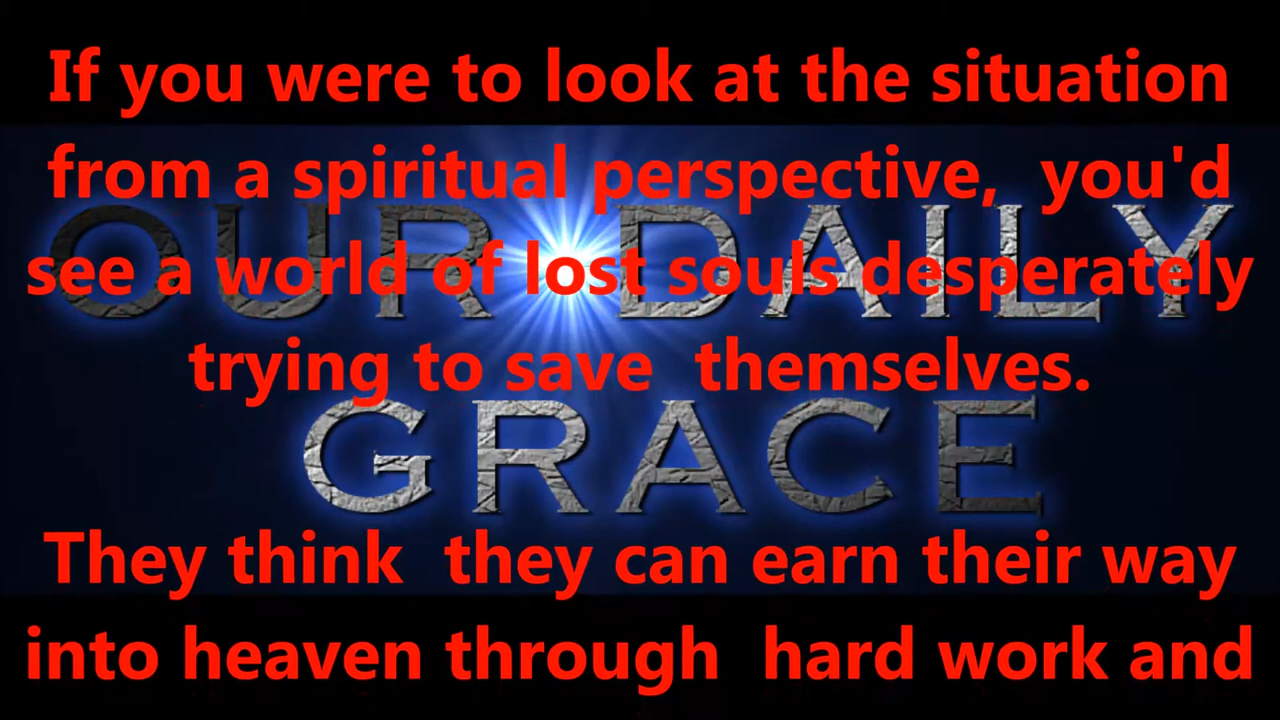 If you were to look at the situation
from a spiritual perspective,  you'd
OUR DAILY
see a world of lost souls desperately
trying to save  themselves.
GRACE
They think  they can earn their way
into heaven through  hard work and